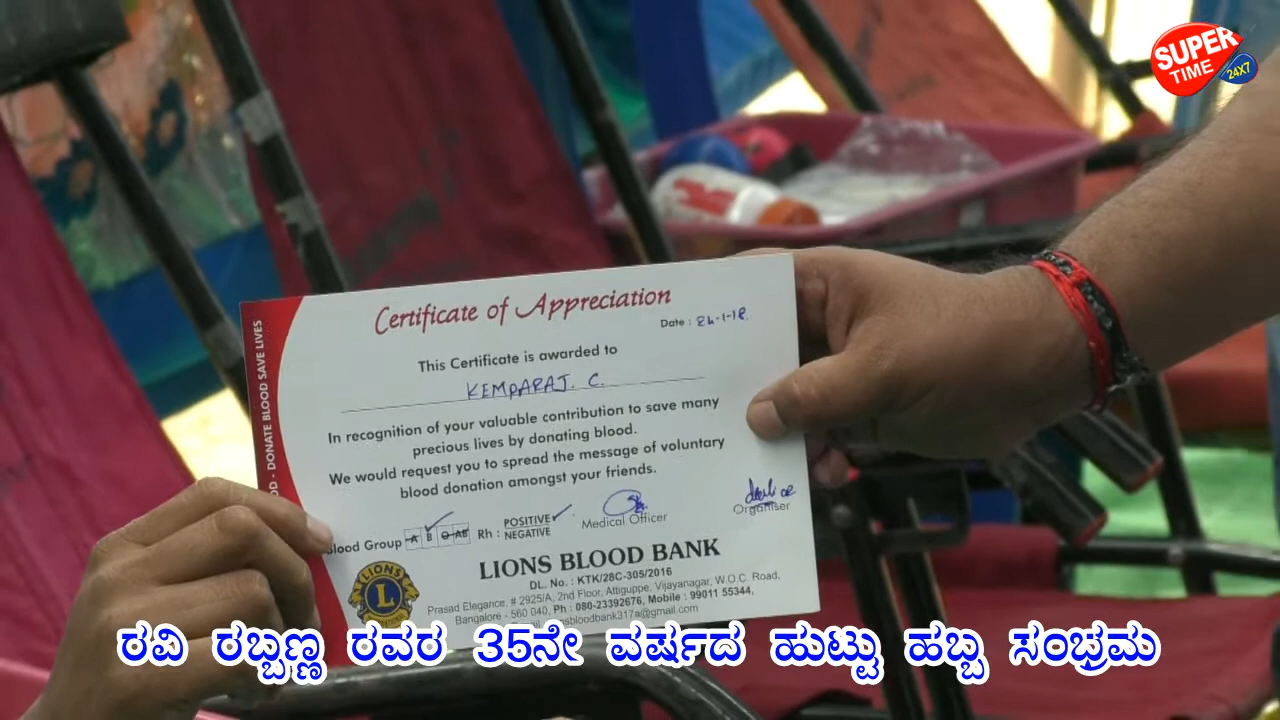 SUPER
TIME 24X7
Certificate of Appreciation
Date : 24-1-18.
This Certificate is awarded to
KEMPARAJ. C.
In recognition of your valuable contribution to save many
precious lives by donating blood.
We would request you to spread the message of voluntary
blood donation amongst your friends.
OD - DONATE BLOOD SAVE LIVES
Medical Officer
Organiser
Blood Group A B O AB Rh : POSITIVE
NEGATIVE
LIONS BLOOD BANK
DL. No. : KTK/28C-305/2016
Prasad Elegance, # 2925/A, 2nd Floor, Attiguppe, Vijayanagar, W.O.C. Road,
Bangalore - 560 040, Ph : 080-23392676, Mobile : 99011 55344,
LIONS
L
nsbloodbank317a@gmail.com
ರವಿ ರಬ್ಬಣ್ಣ ರವರ 35ನೇ ವರ್ಷದ ಹುಟ್ಟು ಹಬ್ಬ ಸಂಭ್ರಮ